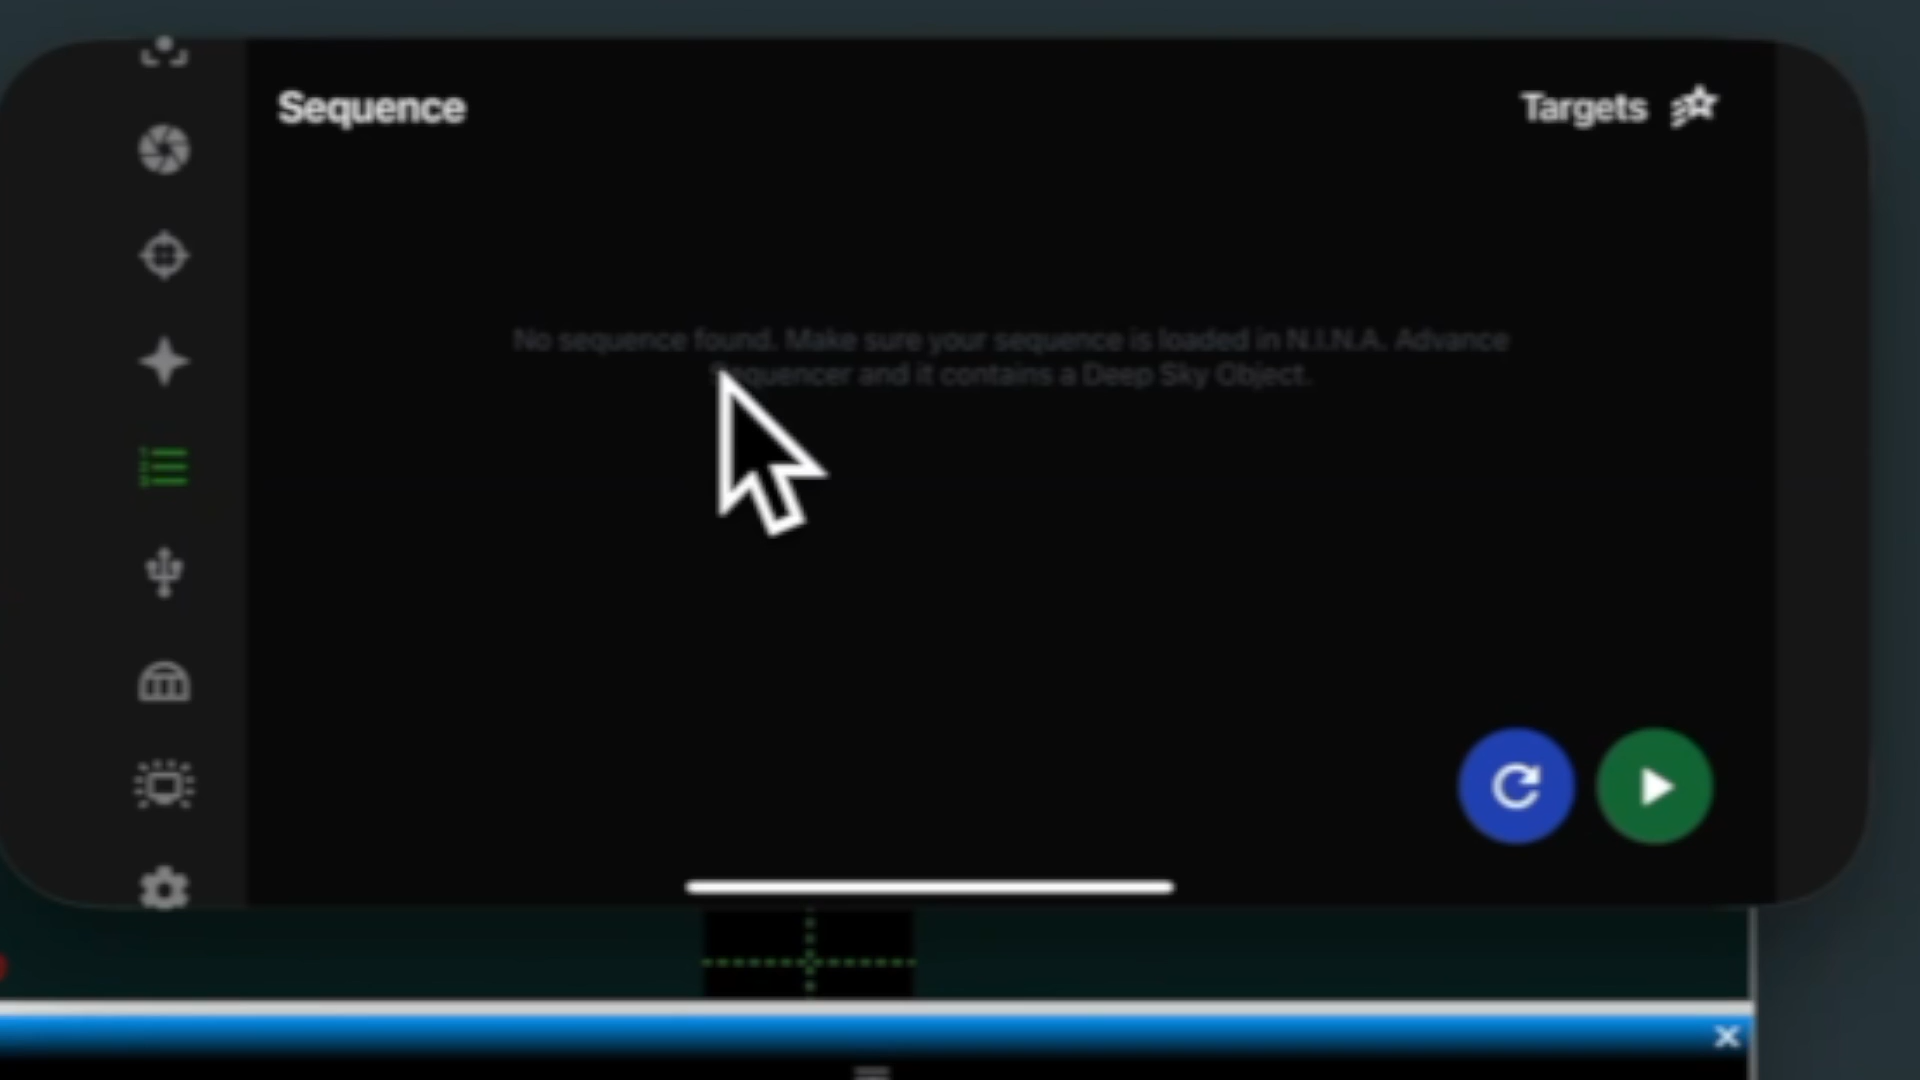 Sequence
Targets
No sequence found. Make sure your sequence is loaded in N.I.N.A. Advance
Sequencer and it contains a Deep Sky Object.